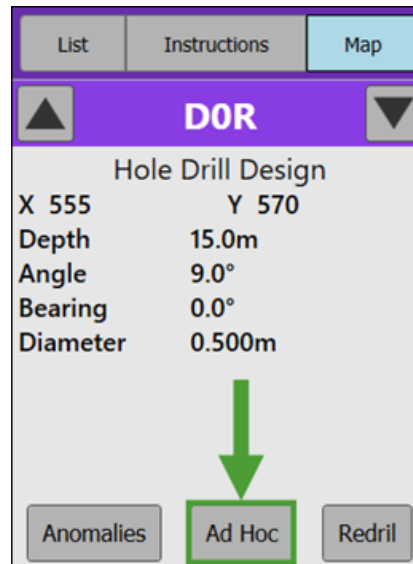 List Instructions Map
D0R
Hole Drill Design
X 555 Y 570
Depth 15.0m
Angle 9.0°
Bearing 0.0°
Diameter 0.500m
Anomalies Ad Hoc Redril